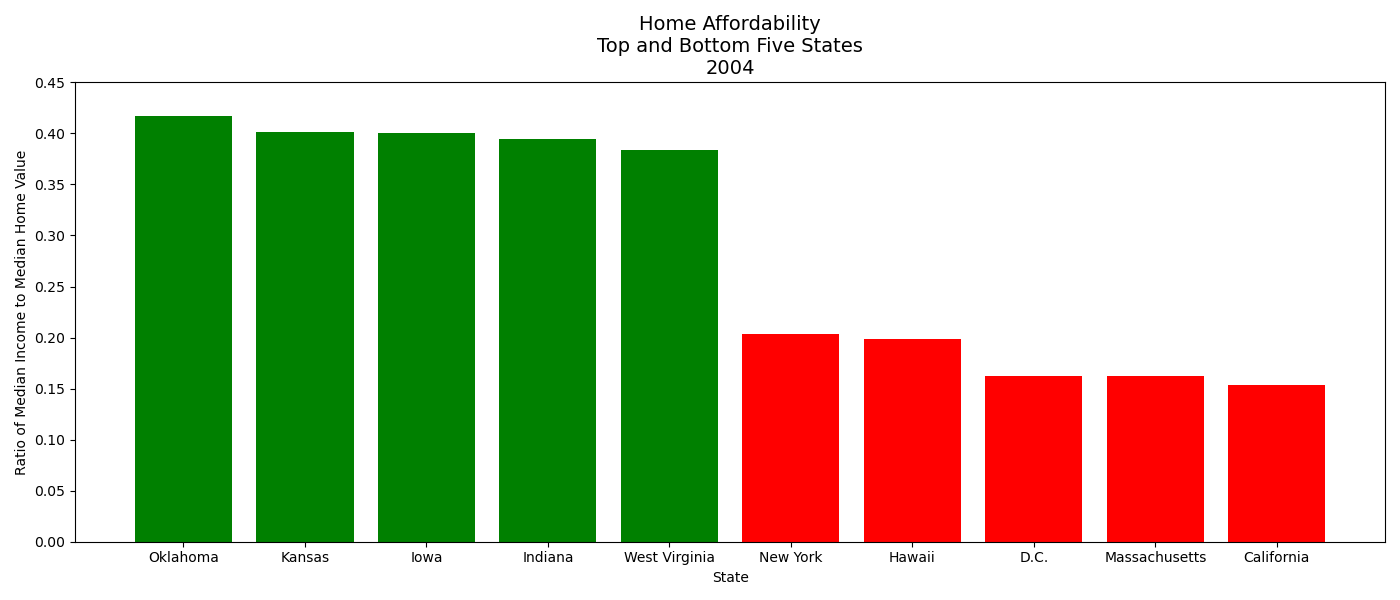 Home Affordability
Top and Bottom Five States
2004
Ratio of Median Income to Median Home Value
0.45
0.40
0.35
0.30
0.25
0.20
0.15
0.10
0.05
0.00
Oklahoma Kansas Iowa Indiana West Virginia New York Hawaii D.C. Massachusetts California
State